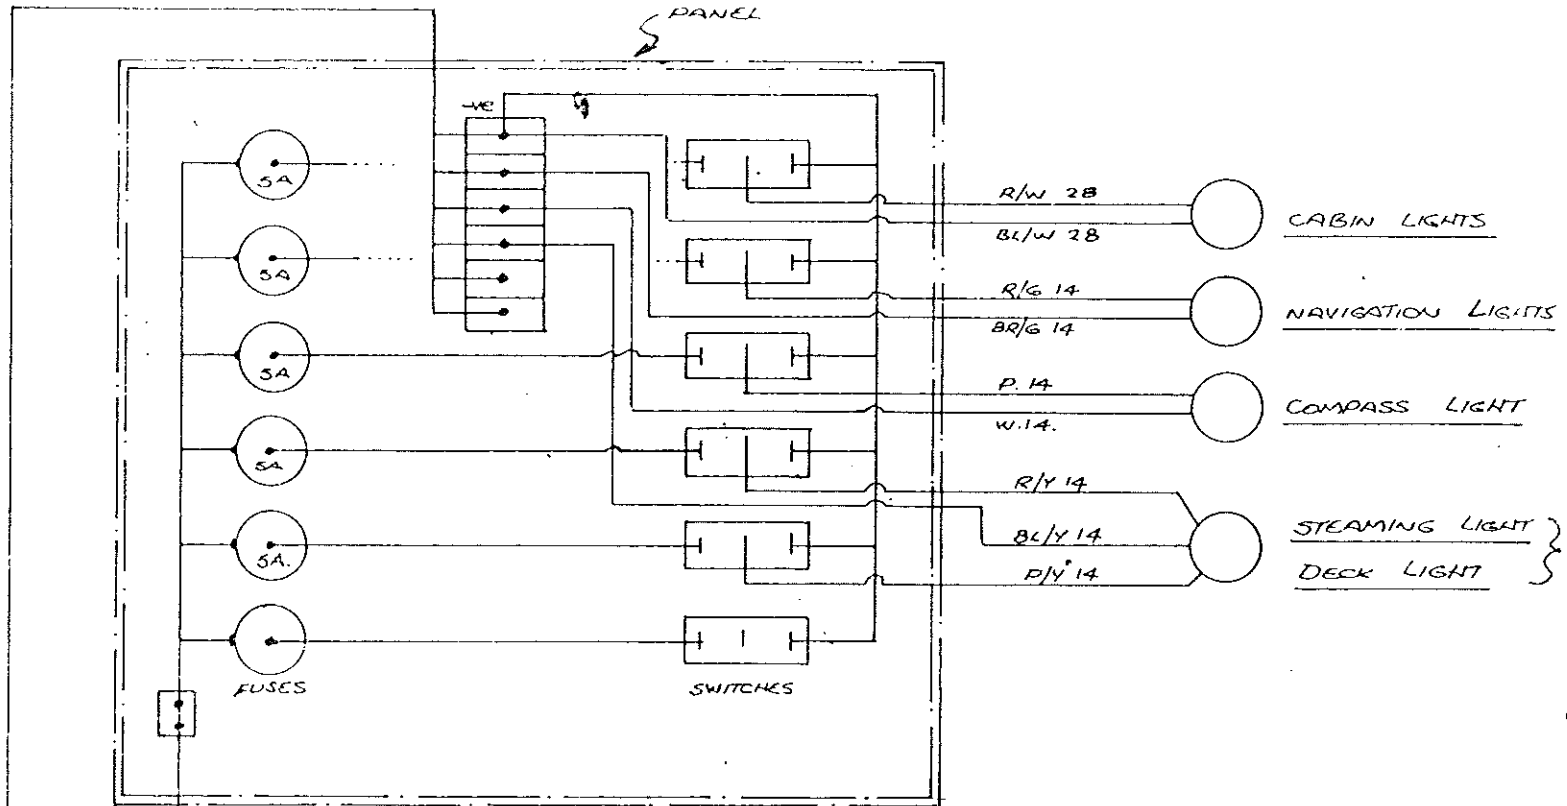 PANEL
-ve
5A
5A
5A
5A
5A.
FUSES
SWITCHES
R/W 28
BL/W 28
CABIN LIGHTS
R/G 14
BR/G 14
NAVIGATION LIGHTS
P. 14
W.14.
COMPASS LIGHT
R/Y 14
BL/Y 14
P/Y 14
STEAMING LIGHT
DECK LIGHT